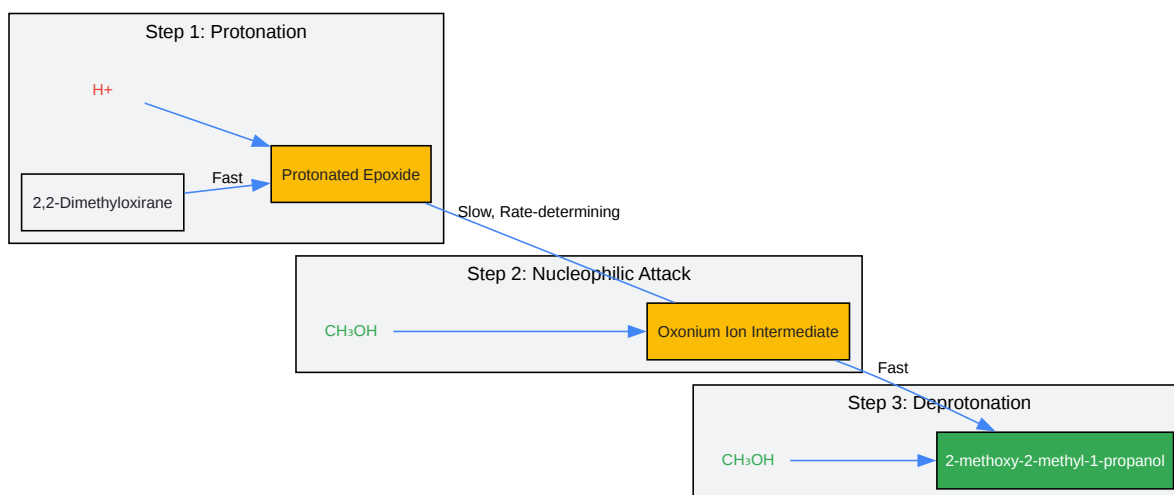 Step 1: Protonation
H+
Protonated Epoxide
Fast
2,2-Dimethyloxirane
Slow, Rate-determining
Step 2: Nucleophilic Attack
CH₃OH
Oxonium Ion Intermediate
Fast
Step 3: Deprotonation
CH₃OH
2-methoxy-2-methyl-1-propanol